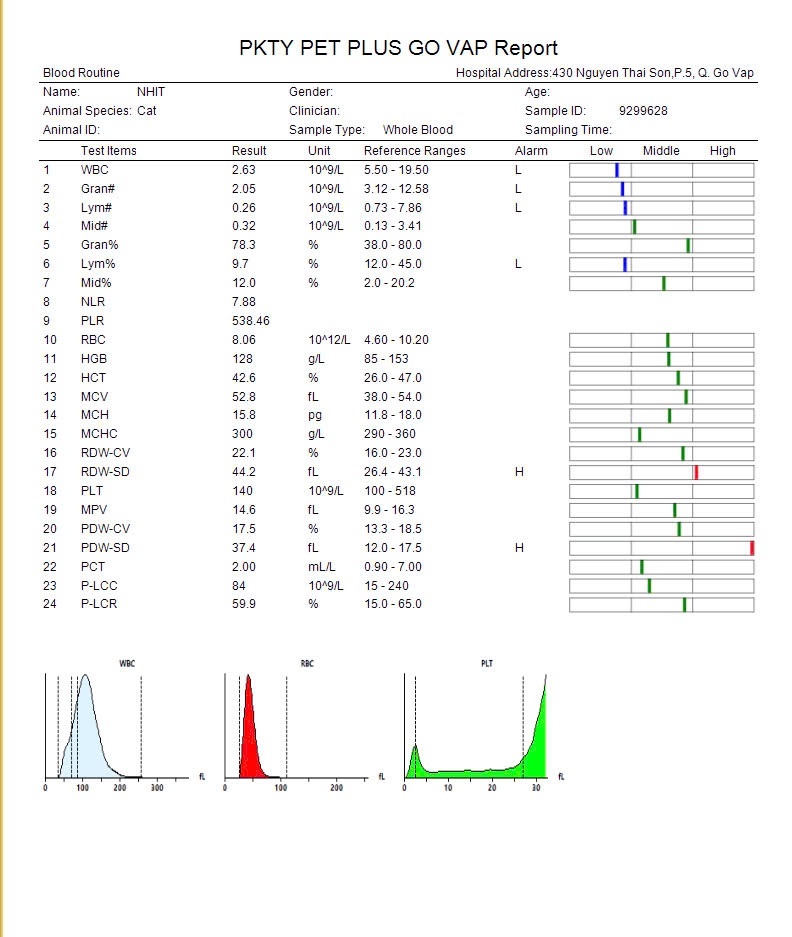 PKTY PET PLUS GO VAP Report
Blood Routine Hospital Address:430 Nguyen Thai Son,P.5, Q. Go Vap
Name: NHIT Gender: Age:
Animal Species: Cat Clinician: Sample ID: 9299628
Animal ID: Sample Type: Whole Blood Sampling Time:
Test Items Result Unit Reference Ranges Alarm Low Middle High
1 WBC 2.63 10^9/L 5.50 - 19.50 L
2 Gran# 2.05 10^9/L 3.12 - 12.58 L
3 Lym# 0.26 10^9/L 0.73 - 7.86 L
4 Mid# 0.32 10^9/L 0.13 - 3.41
5 Gran% 78.3 % 38.0 - 80.0
6 Lym% 9.7 % 12.0 - 45.0 L
7 Mid% 12.0 % 2.0 - 20.2
8 NLR 7.88
9 PLR 538.46
10 RBC 8.06 10^12/L 4.60 - 10.20
11 HGB 128 g/L 85 - 153
12 HCT 42.6 % 26.0 - 47.0
13 MCV 52.8 fL 38.0 - 54.0
14 MCH 15.8 pg 11.8 - 18.0
15 MCHC 300 g/L 290 - 360
16 RDW-CV 22.1 % 16.0 - 23.0
17 RDW-SD 44.2 fL 26.4 - 43.1 H
18 PLT 140 10^9/L 100 - 518
19 MPV 14.6 fL 9.9 - 16.3
20 PDW-CV 17.5 % 13.3 - 18.5
21 PDW-SD 37.4 fL 12.0 - 17.5 H
22 PCT 2.00 mL/L 0.90 - 7.00
23 P-LCC 84 10^9/L 15 - 240
24 P-LCR 59.9 % 15.0 - 65.0
WBC RBC PLT
fL fL fL
0 100 200 300 0 100 200 0 10 20 30